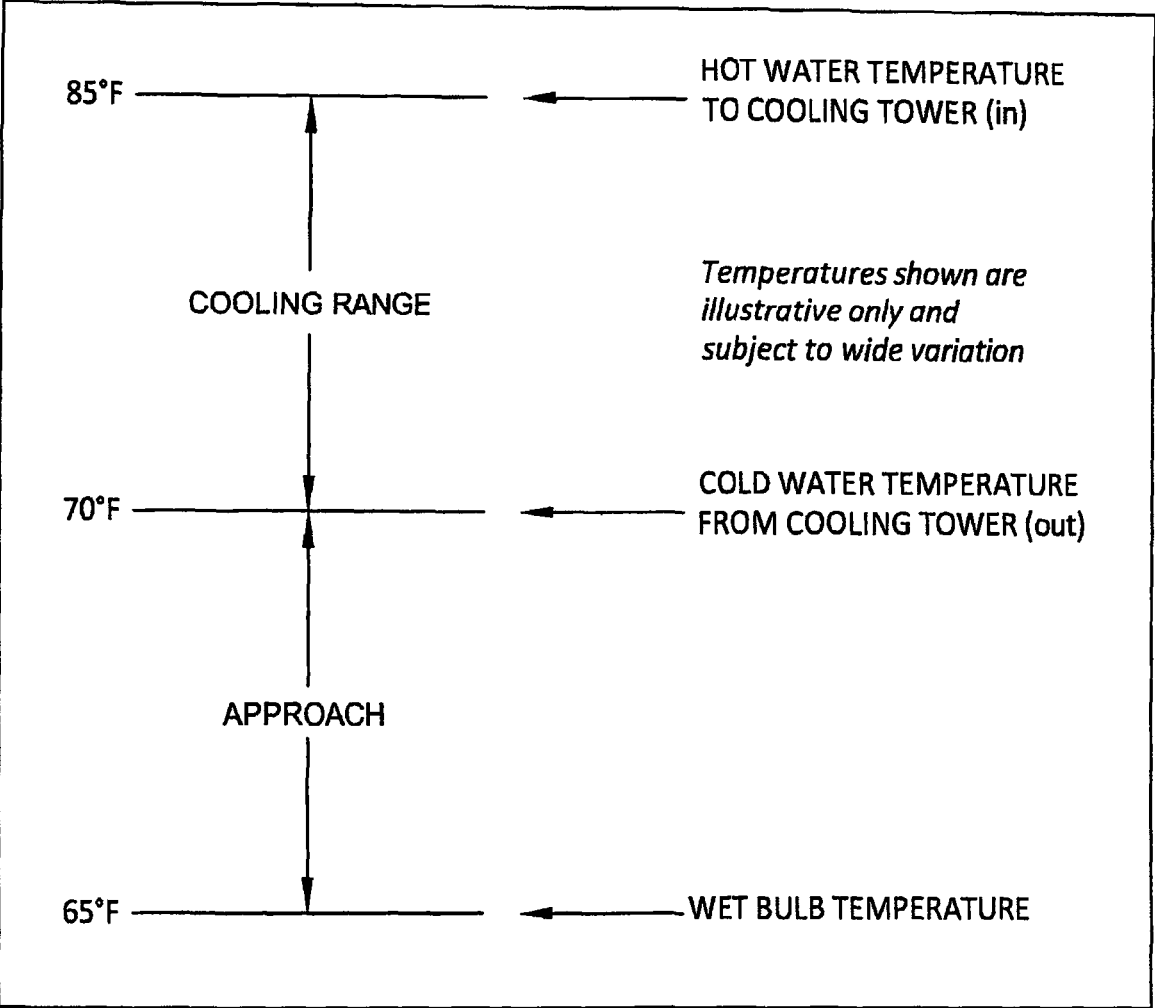 85°F
HOT WATER TEMPERATURE
TO COOLING TOWER (in)
COOLING RANGE
Temperatures shown are
illustrative only and
subject to wide variation
70°F
COLD WATER TEMPERATURE
FROM COOLING TOWER (out)
APPROACH
65°F
WET BULB TEMPERATURE